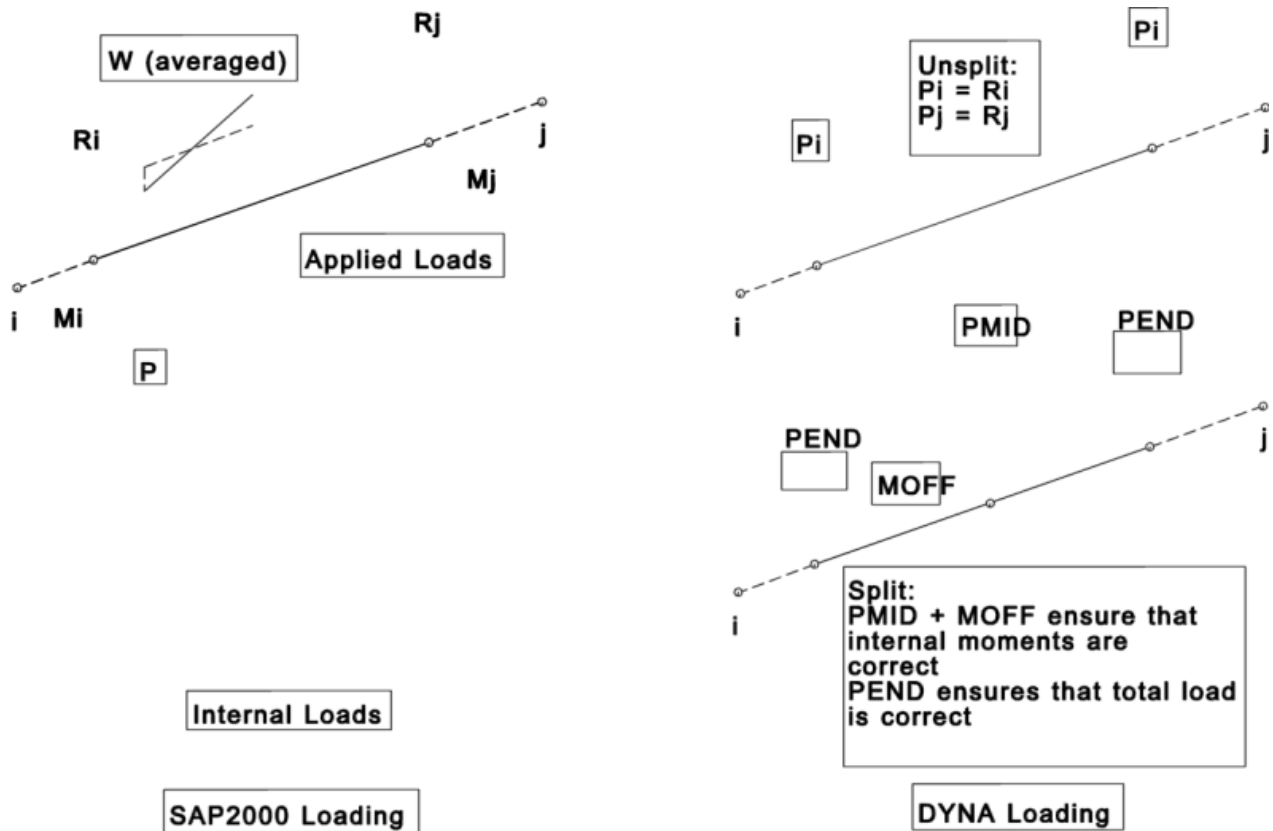 Rj
W (averaged)
Ri
j
Mj
Applied Loads
i
Mi
P
Internal Loads
SAP2000 Loading
Pi
Unsplit:
Pi = Ri
Pj = Rj
Pi
j
i
PMID
PEND
PEND
j
MOFF
i
Split:
PMID + MOFF ensure that
internal moments are
correct
PEND ensures that total load
is correct
DYNA Loading